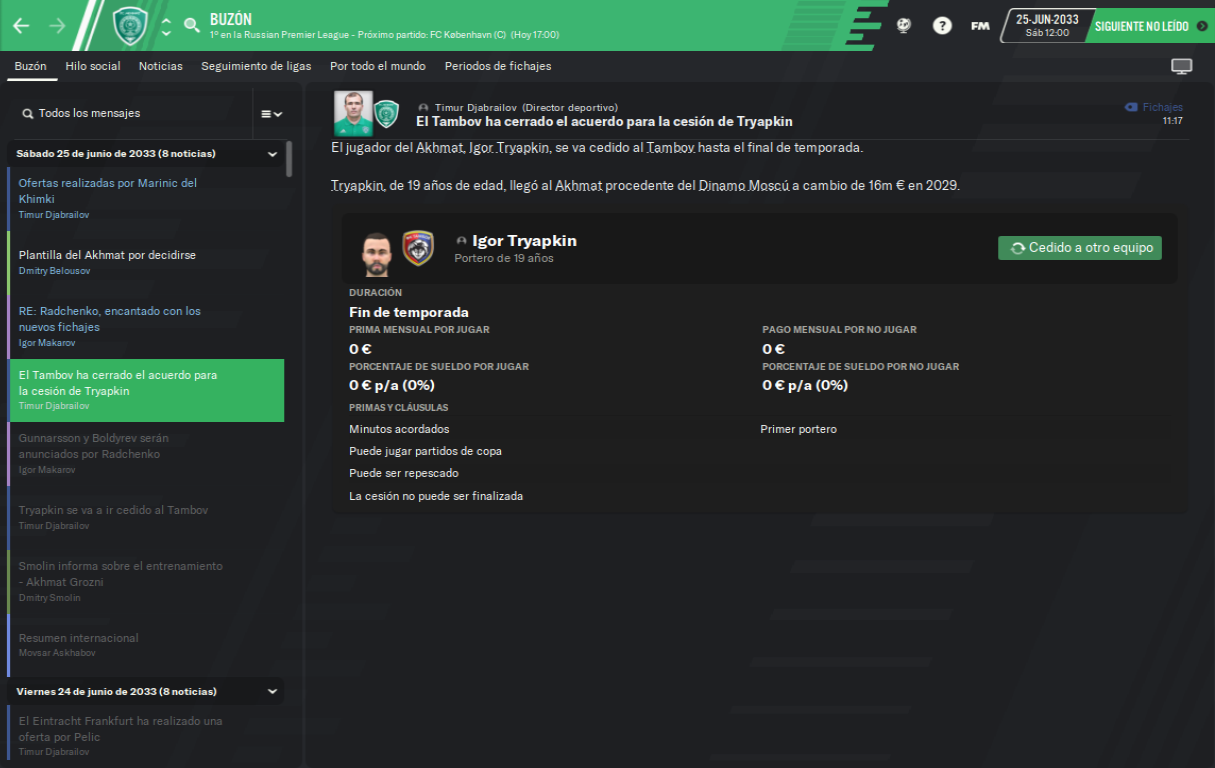 BUZÓN
1º en la Russian Premier League - Próximo partido: FC København (C) (Hoy 17:00)
?
FM
25-JUN-2033
Sáb 12:00
SIGUIENTE NO LEÍDO
Buzón
Hilo social
Noticias
Seguimiento de ligas
Por todo el mundo
Periodos de fichajes
Todos los mensajes
Sábado 25 de junio de 2033 (8 noticias)
Ofertas realizadas por Marinic del
Khimki
Timur Djabrailov
Plantilla del Akhmat por decidirse
Dmitry Belousov
RE: Radchenko, encantado con los
nuevos fichajes
Igor Makarov
El Tambov ha cerrado el acuerdo para
la cesión de Tryapkin
Timur Djabrailov
Gunnarsson y Boldyrev serán
anunciados por Radchenko
Igor Makarov
Tryapkin se va a ir cedido al Tambov
Timur Djabrailov
Smolin informa sobre el entrenamiento
- Akhmat Grozni
Dmitry Smolin
Resumen internacional
Movsar Askhabov
Viernes 24 de junio de 2033 (8 noticias)
El Eintracht Frankfurt ha realizado una
oferta por Pelic
Timur Djabrailov
Timur Djabrailov (Director deportivo)
El Tambov ha cerrado el acuerdo para la cesión de Tryapkin
Fichajes
11:17
El jugador del Akhmat, Igor Tryapkin, se va cedido al Tambov hasta el final de temporada.
Tryapkin, de 19 años de edad, llegó al Akhmat procedente del Dinamo Moscú a cambio de 16m € en 2029.
Igor Tryapkin
Portero de 19 años
Cedido a otro equipo
DURACIÓN
Fin de temporada
PRIMA MENSUAL POR JUGAR
PAGO MENSUAL POR NO JUGAR
0 €
0 €
PORCENTAJE DE SUELDO POR JUGAR
PORCENTAJE DE SUELDO POR NO JUGAR
0 € p/a (0%)
0 € p/a (0%)
PRIMAS Y CLÁUSULAS
Minutos acordados
Primer portero
Puede jugar partidos de copa
Puede ser repescado
La cesión no puede ser finalizada